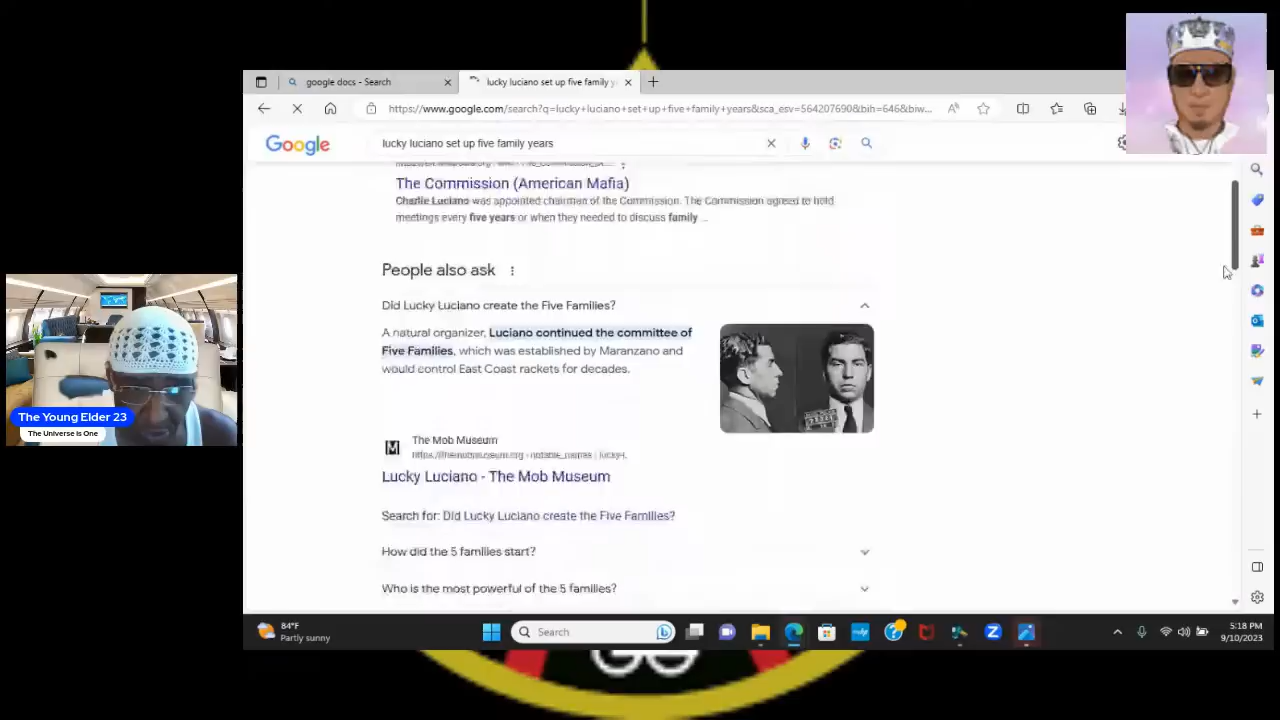 google docs - Search
lucky luciano set up five family y
https://www.google.com/search?q=lucky+luciano+set+up+five+family+years&sca_esv=564207690&bih=646&biw...
Google
lucky luciano set up five family years
The Commission (American Mafia)
Charlie Luciano was appointed chairman of the Commission. The Commission agreed to hold
meetings every five years or when they needed to discuss family ...
People also ask
Did Lucky Luciano create the Five Families?
A natural organizer, Luciano continued the committee of
Five Families, which was established by Maranzano and
would control East Coast rackets for decades.
The Mob Museum
Lucky Luciano - The Mob Museum
Search for: Did Lucky Luciano create the Five Families?
How did the 5 families start?
Who is the most powerful of the 5 families?
The Young Elder 23
The Universe is One
84°F
Partly sunny
Search
5:18 PM
9/10/2023